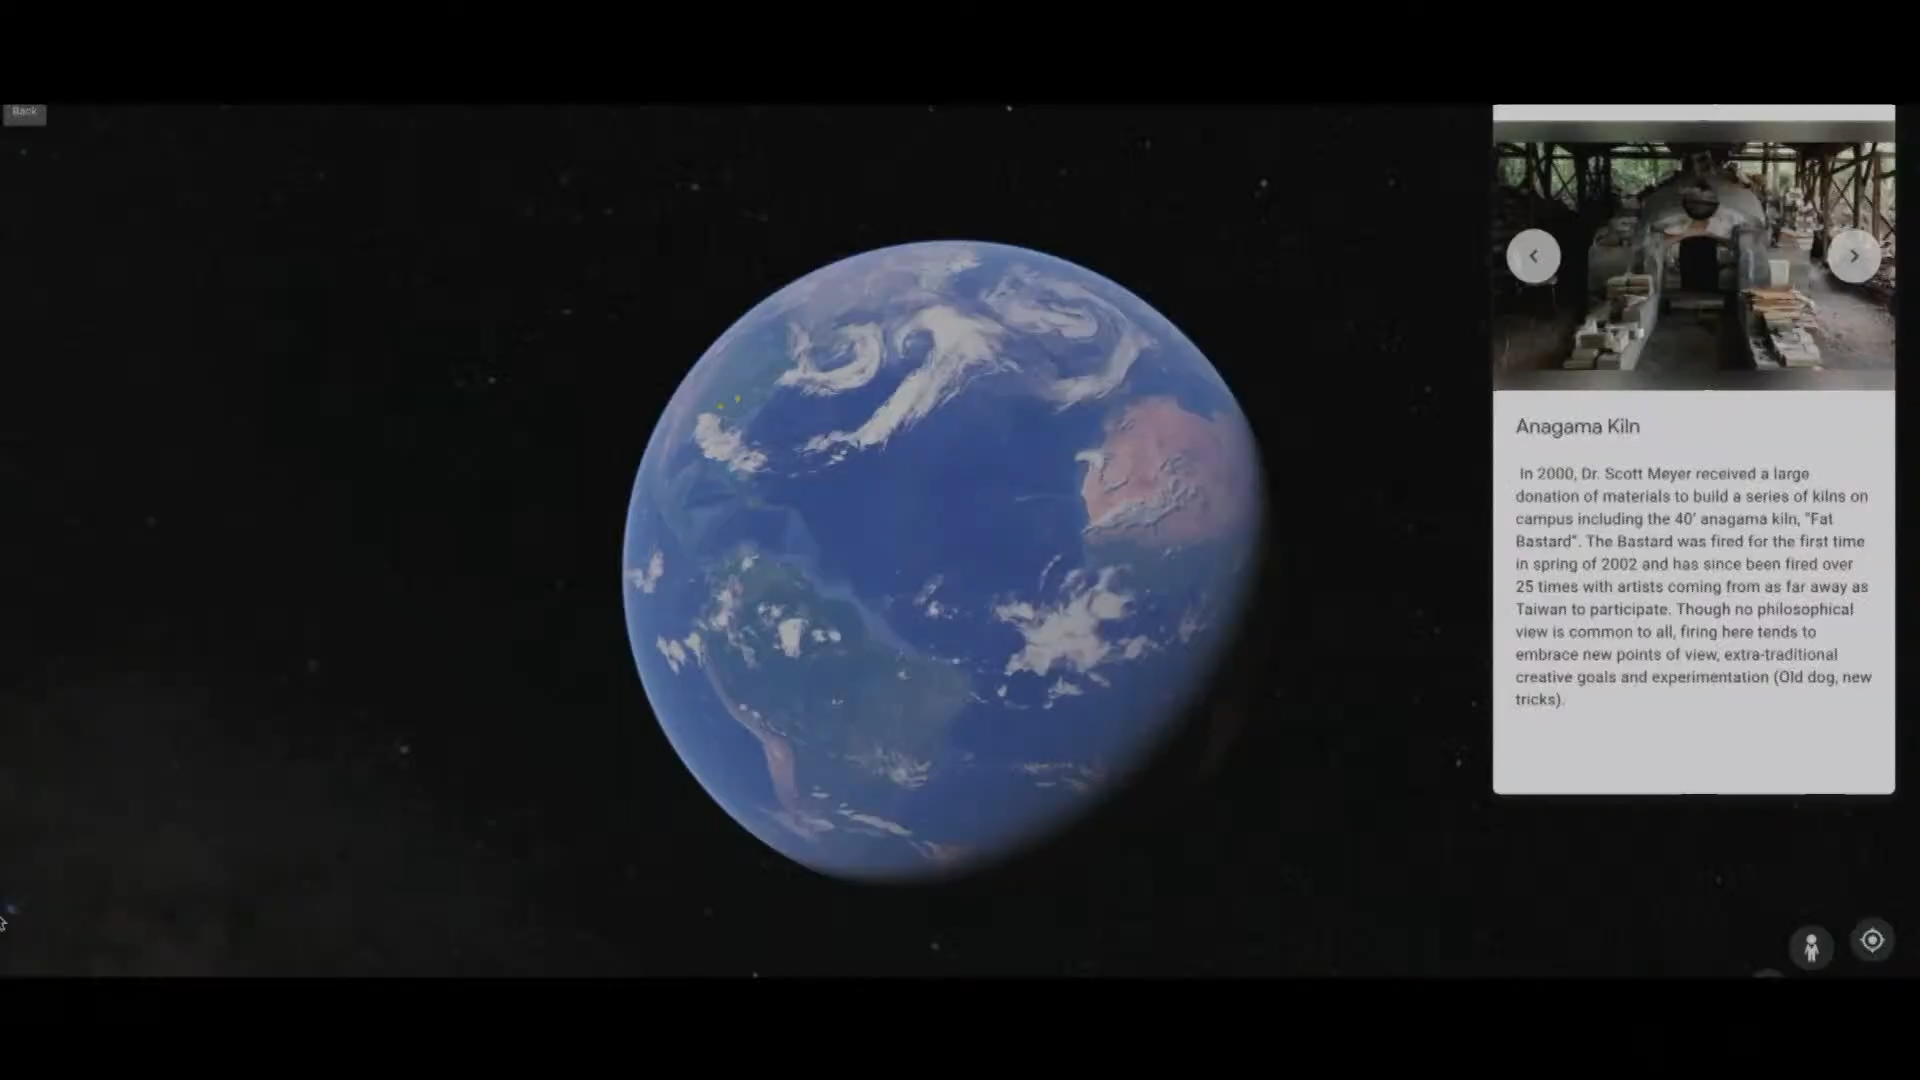 Back
Anagama Kiln
In 2000, Dr. Scott Meyer received a large
donation of materials to build a series of kilns on
campus including the 40' anagama kiln, "Fat
Bastard". The Bastard was fired for the first time
in spring of 2002 and has since been fired over
25 times with artists coming from as far away as
Taiwan to participate. Though no philosophical
view is common to all, firing here tends to
embrace new points of view, extra-traditional
creative goals and experimentation (Old dog, new
tricks).